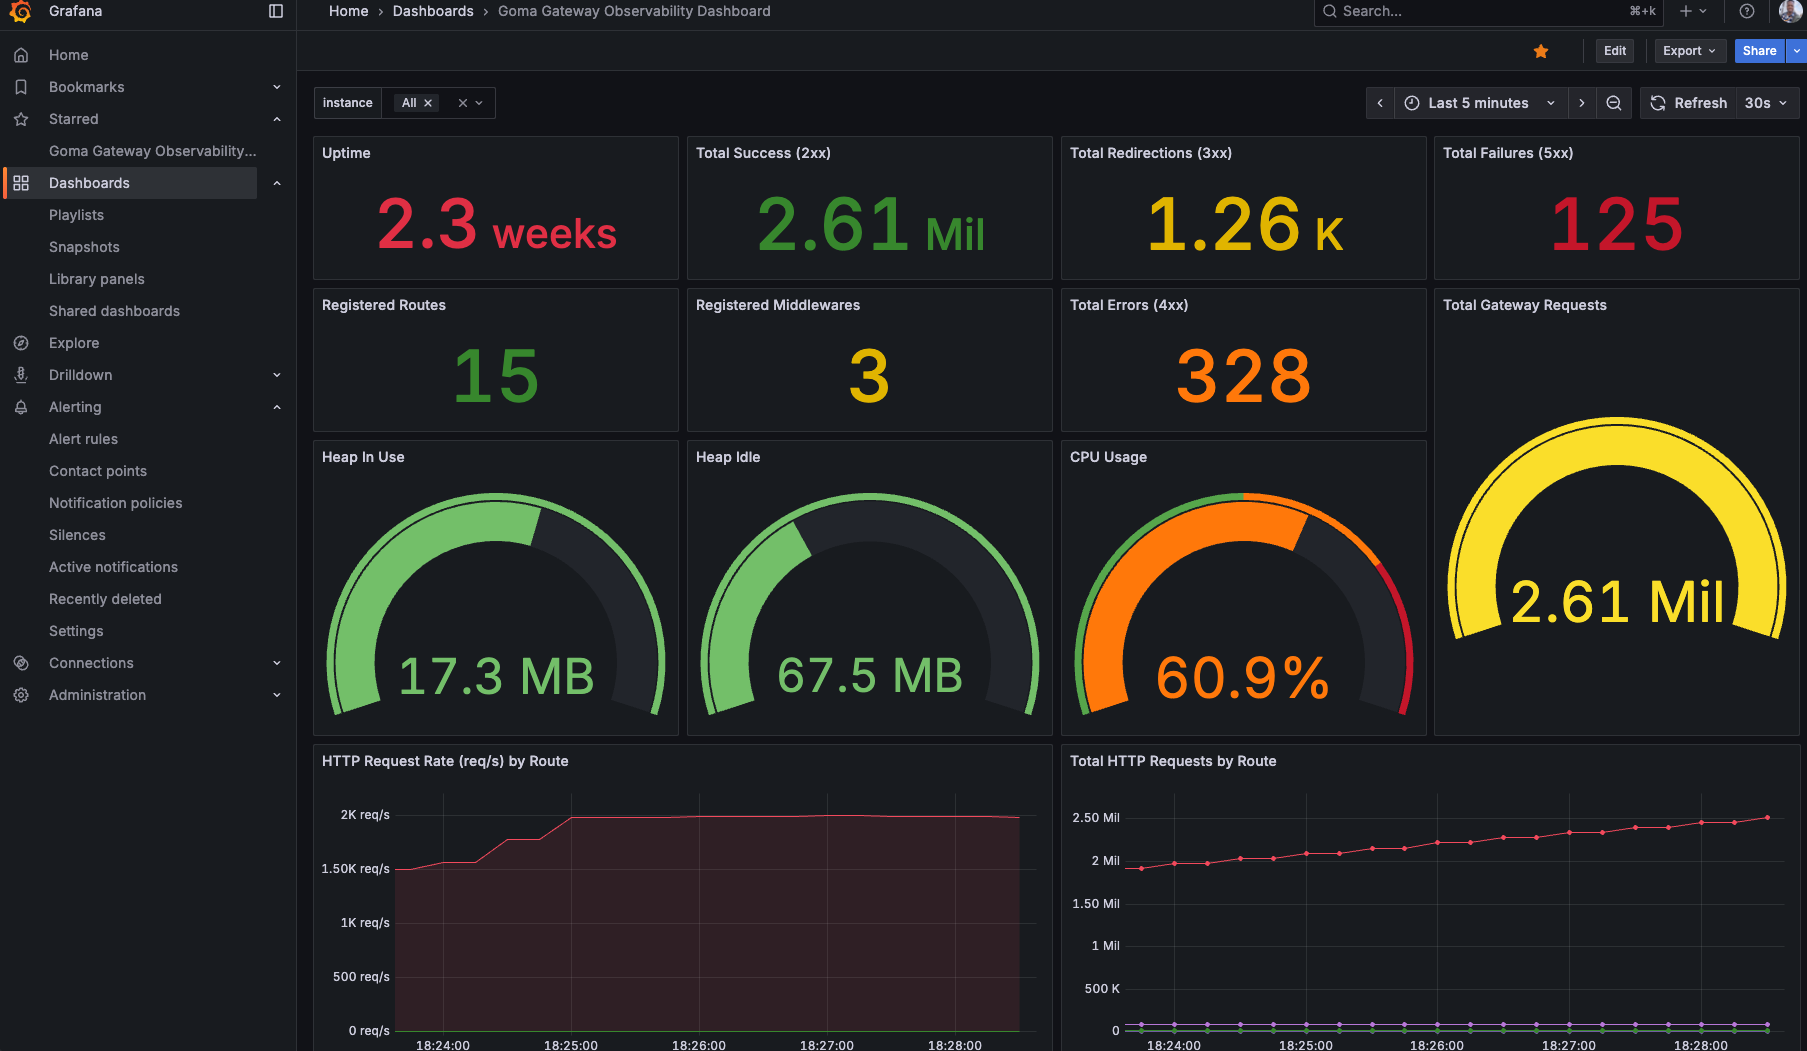 Grafana
Home › Dashboards › Goma Gateway Observability Dashboard
Search...
⌘+k
Edit
Export
Share
Home
Bookmarks
Starred
Goma Gateway Observability...
Dashboards
Playlists
Snapshots
Library panels
Shared dashboards
Explore
Drilldown
Alerting
Alert rules
Contact points
Notification policies
Silences
Active notifications
Recently deleted
Settings
Connections
Administration
instance
All
Last 5 minutes
Refresh
30s
Uptime
2.3 weeks
Total Success (2xx)
2.61 Mil
Total Redirections (3xx)
1.26 K
Total Failures (5xx)
125
Registered Routes
15
Registered Middlewares
3
Total Errors (4xx)
328
Total Gateway Requests
2.61 Mil
Heap In Use
17.3 MB
Heap Idle
67.5 MB
CPU Usage
60.9%
HTTP Request Rate (req/s) by Route
2K req/s
1.50K req/s
1K req/s
500 req/s
0 req/s
18:24:00
18:25:00
18:26:00
18:27:00
18:28:00
Total HTTP Requests by Route
2.50 Mil
2 Mil
1.50 Mil
1 Mil
500 K
0
18:24:00
18:25:00
18:26:00
18:27:00
18:28:00